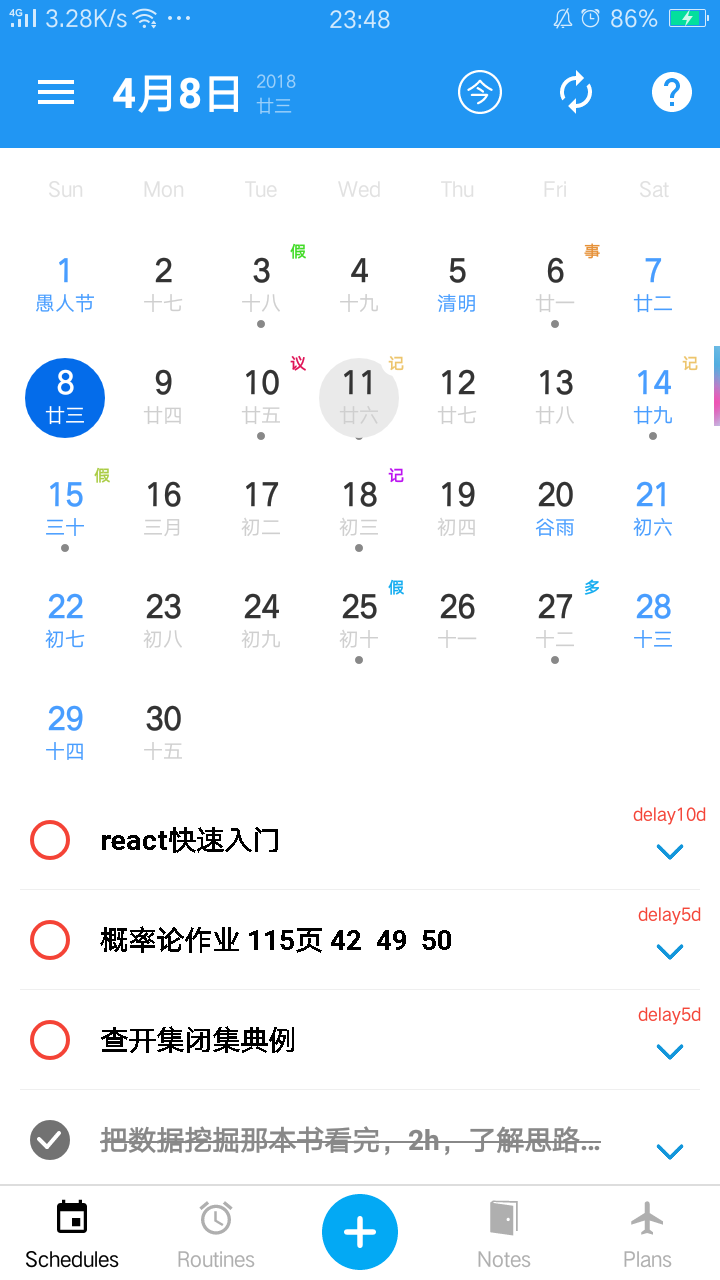 4G 3.28K/s ··· 23:48 86%
4月8日 2018 廿三 今 ?
Sun Mon Tue Wed Thu Fri Sat
假 事
1 2 3 4 5 6 7
愚人节 十七 十八 十九 清明 廿一 廿二
议 记 记
8 9 10 11 12 13 14
廿三 廿四 廿五 廿六 廿七 廿八 廿九
假 记
15 16 17 18 19 20 21
三十 三月 初二 初三 初四 谷雨 初六
假 多
22 23 24 25 26 27 28
初七 初八 初九 初十 十一 十二 十三
29 30
十四 十五
delay10d
react快速入门
delay5d
概率论作业 115页 42 49 50
delay5d
查开集闭集典例
把数据挖掘那本书看完，2h，了解思路...
Schedules Routines Notes Plans